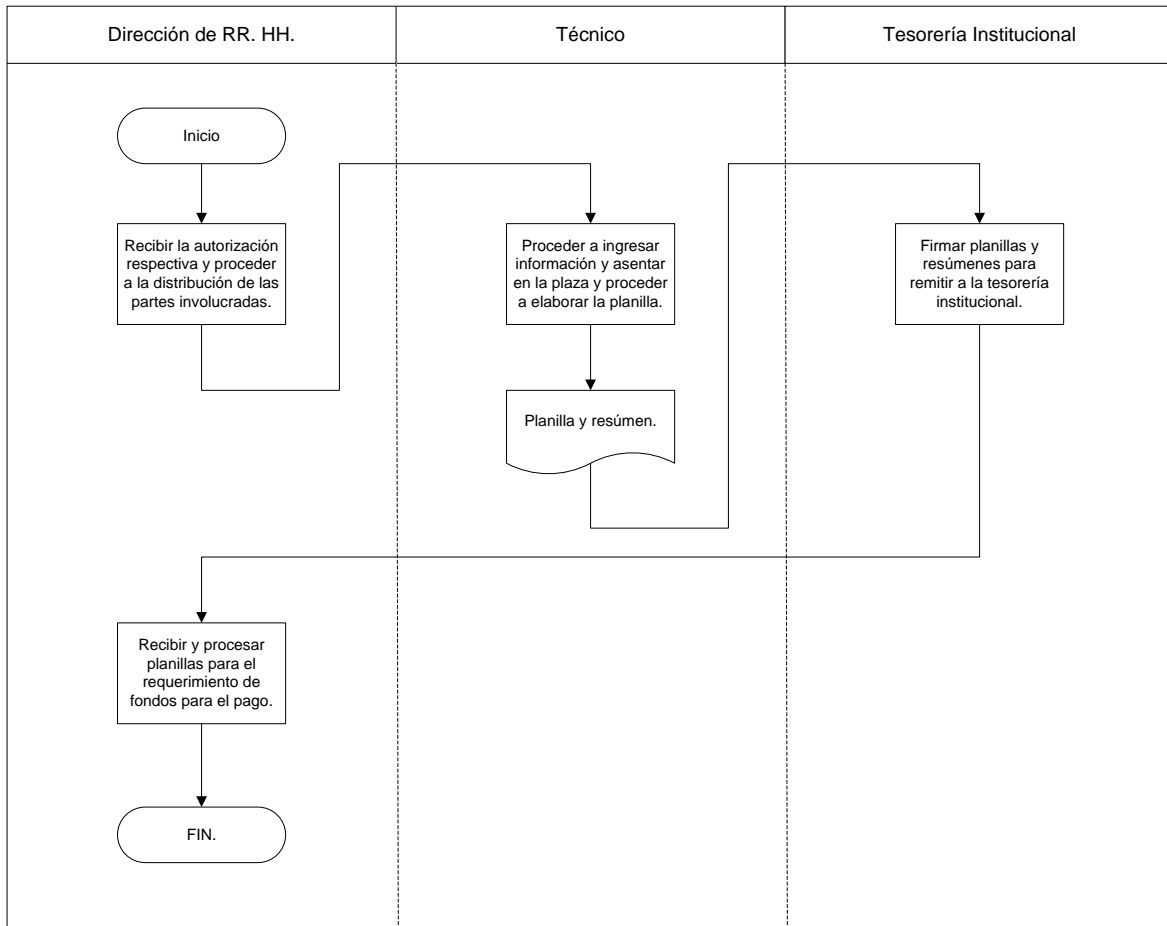 Dirección de RR. HH.
Técnico
Tesorería Institucional
Inicio
Recibir la autorización
respectiva y proceder
a la distribución de las
partes involucradas.
Proceder a ingresar
información y asentar
en la plaza y proceder
a elaborar la planilla.
Firmar planillas y
resúmenes para
remitir a la tesorería
institucional.
Planilla y resúmen.
Recibir y procesar
planillas para el
requerimiento de
fondos para el pago.
FIN.